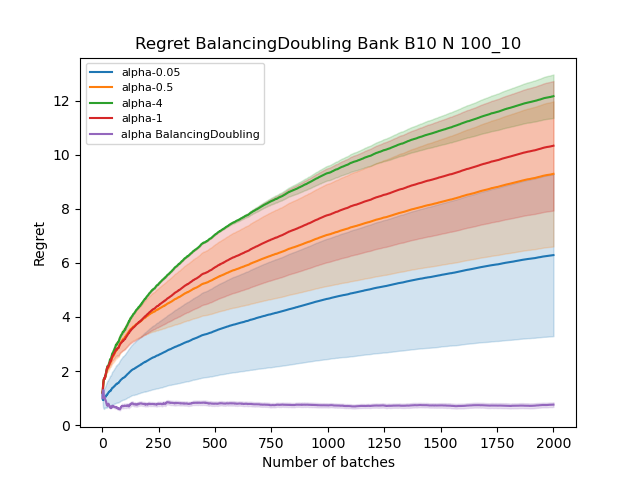 Regret BalancingDoubling Bank B10 N 100_10
alpha-0.05
alpha-0.5
alpha-4
alpha-1
alpha BalancingDoubling
Regret
12
10
8
6
4
2
0
0 250 500 750 1000 1250 1500 1750 2000
Number of batches